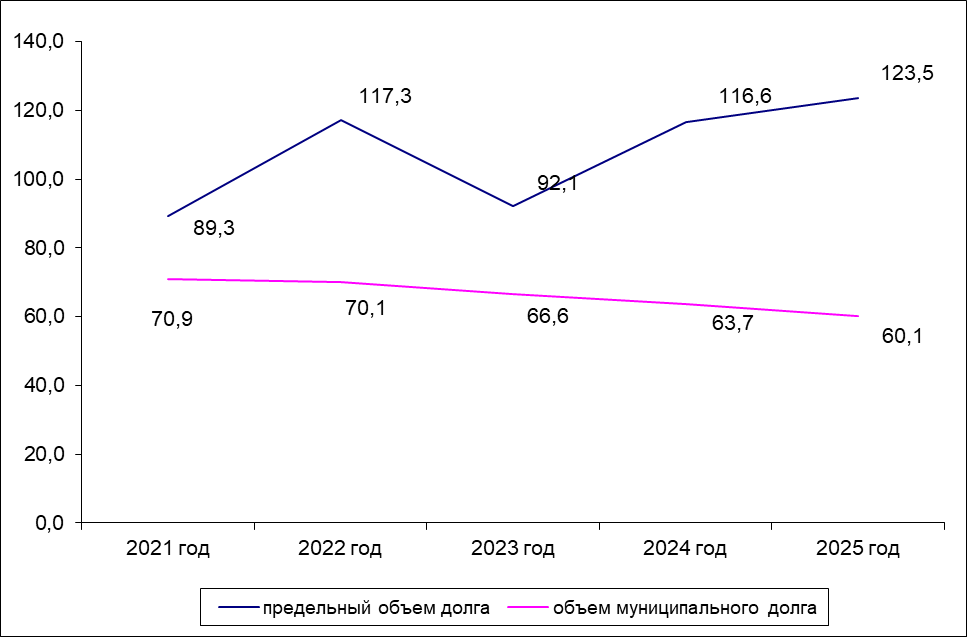 140,0
120,0
100,0
80,0
60,0
40,0
20,0
0,0
117,3
116,6
123,5
92,1
89,3
70,9
70,1
66,6
63,7
60,1
2021 год
2022 год
2023 год
2024 год
2025 год
предельный объем долга
объем муниципального долга